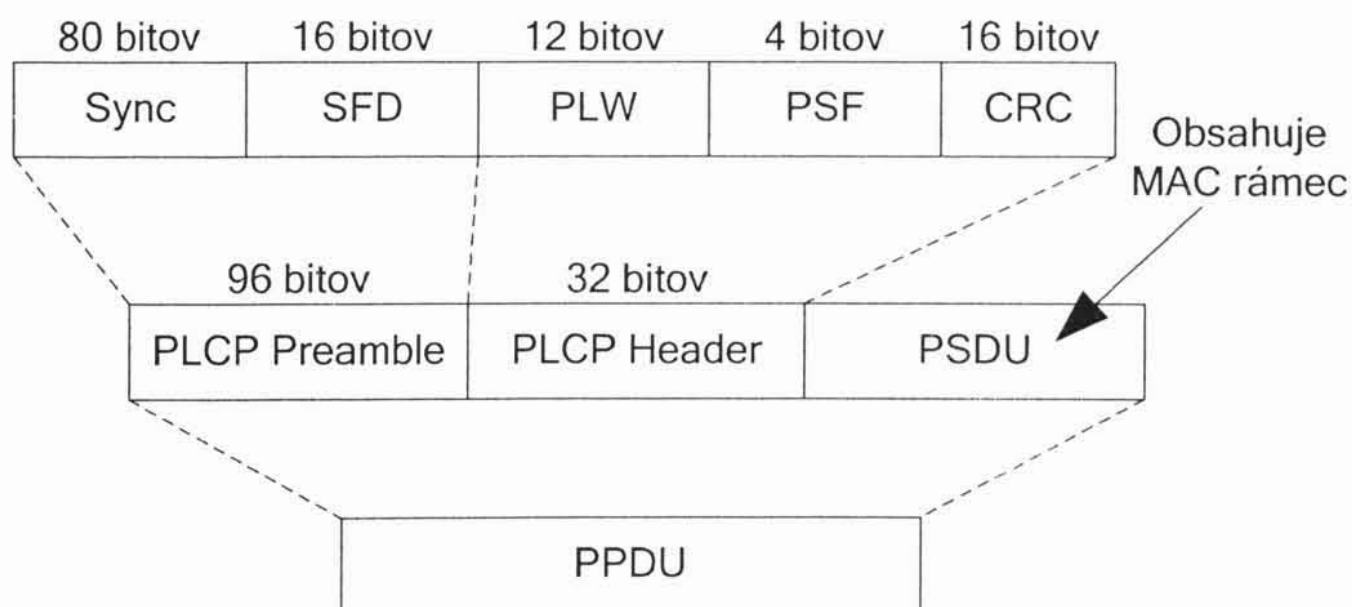 80 bitov 16 bitov 12 bitov 4 bitov 16 bitov
Sync SFD PLW PSF CRC
Obsahuje
MAC rámec
96 bitov 32 bitov
PLCP Preamble PLCP Header PSDU
PPDU